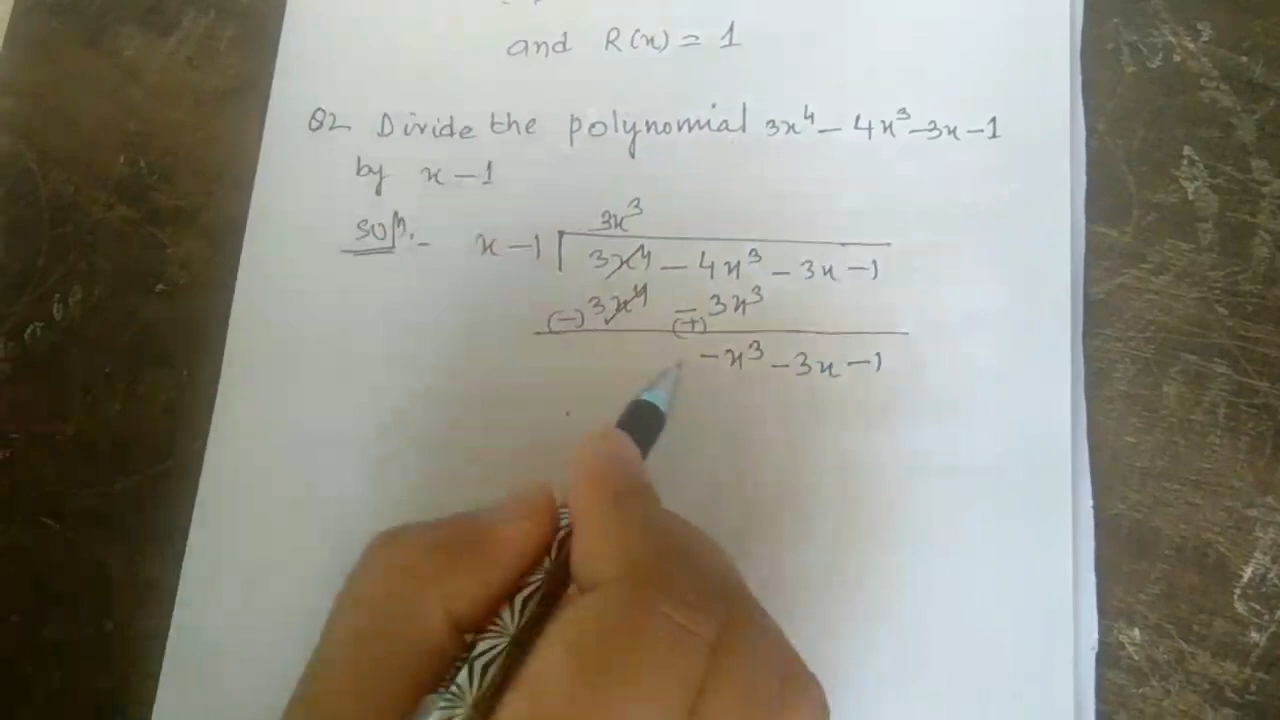 and R(x) = 1
Q2 Divide the polynomial 3x⁴ - 4x³ - 3x - 1
by x - 1
Soln.-
3x³
x - 1 3x⁴ - 4x³ - 3x - 1
(-) 3x⁴ - 3x³
(+)
- x³ - 3x - 1